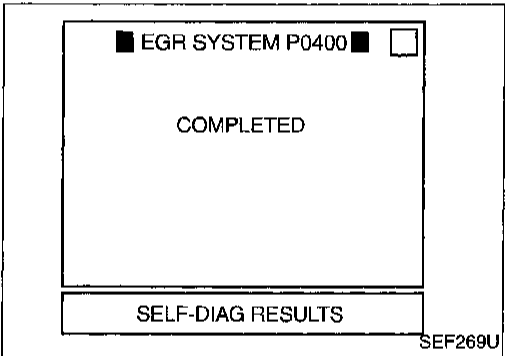 ■ EGR SYSTEM P0400 ■
COMPLETED
SELF-DIAG RESULTS
SEF269U